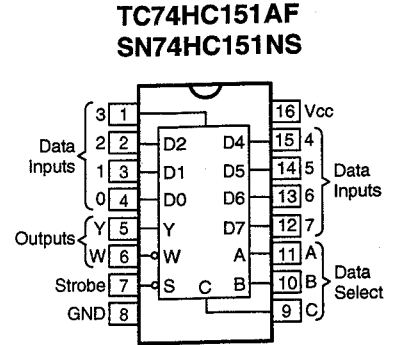 TC74HC151AF
SN74HC151NS
3 1 16 Vcc
2 2 D2 D4 15 4
Data Inputs
1 3 D1 D5 14 5
Data Inputs
0 4 D0 D6 13 6
Y 5 Y D7 12 7
Outputs
W 6 W A 11 A
Strobe 7 S C B 10 B
Data Select
GND 8 9 C